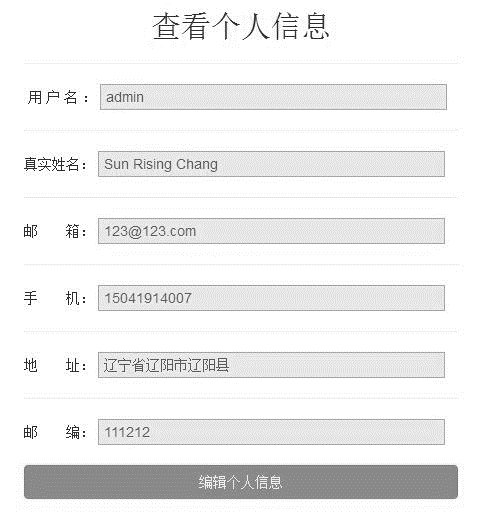 查看个人信息
用户名： admin
真实姓名： Sun Rising Chang
邮 箱： 123@123.com
手 机： 15041914007
地 址： 辽宁省辽阳市辽阳县
邮 编： 111212
编辑个人信息